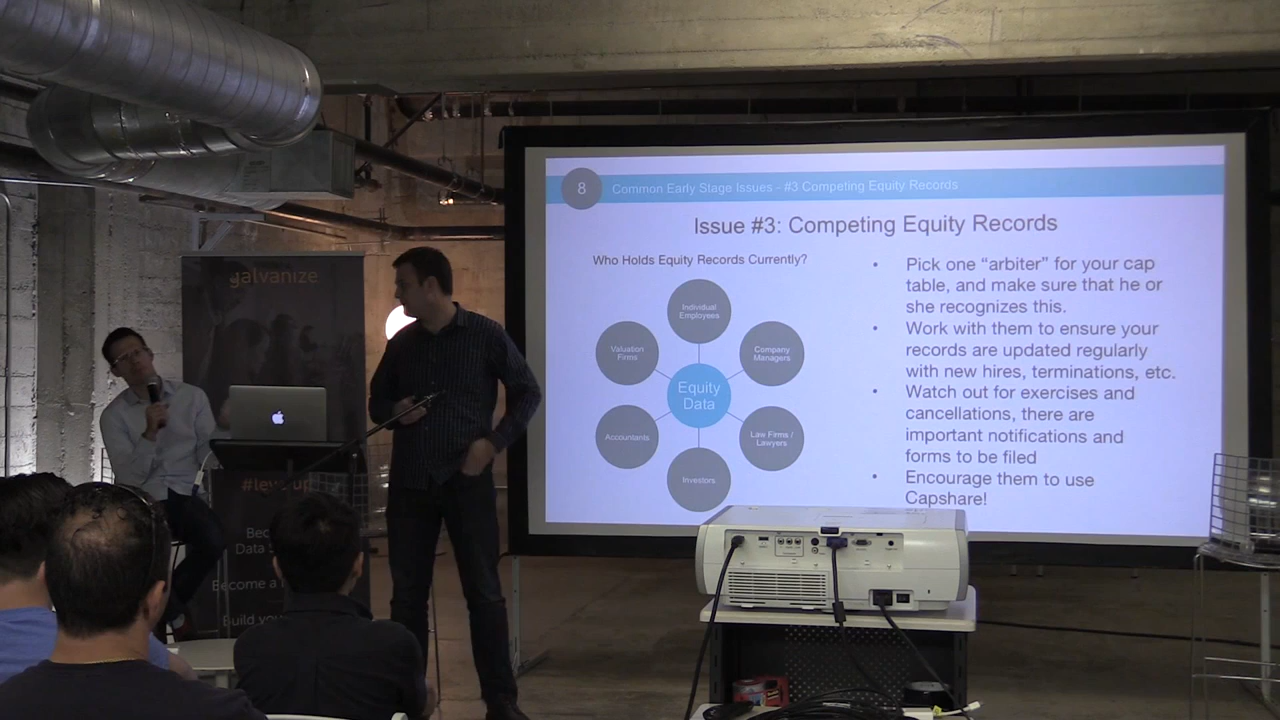 galvanize
8
Common Early Stage Issues - #3 Competing Equity Records
Issue #3: Competing Equity Records
Who Holds Equity Records Currently?
Individual
Employees
Valuation
Firms
Company
Managers
Equity
Data
Accountants
Law Firms /
Lawyers
Investors
• Pick one “arbiter” for your cap
table, and make sure that he or
she recognizes this.
• Work with them to ensure your
records are updated regularly
with new hires, terminations, etc.
• Watch out for exercises and
cancellations, there are
important notifications and
forms to be filed
• Encourage them to use
Capshare!
Data
Become a
Build